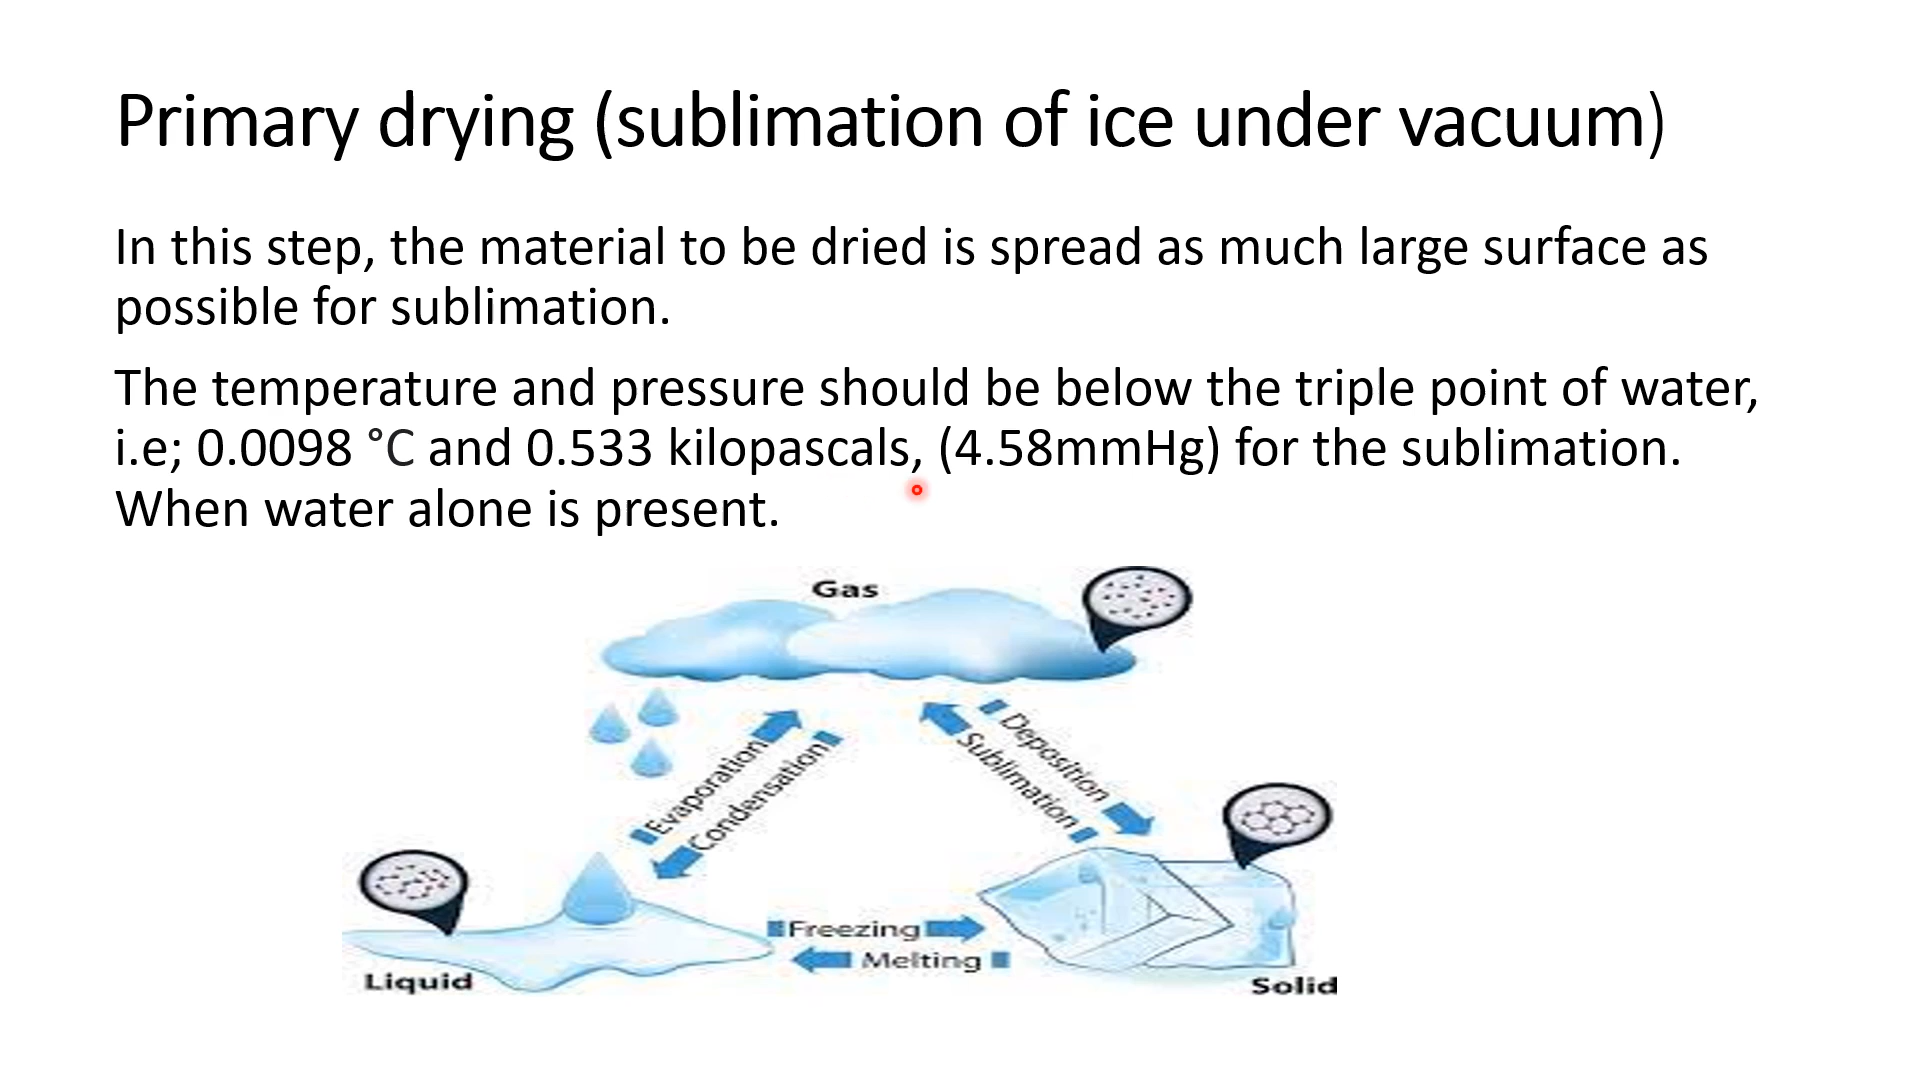 Primary drying (sublimation of ice under vacuum)
In this step, the material to be dried is spread as much large surface as
possible for sublimation.
The temperature and pressure should be below the triple point of water,
i.e; 0.0098 °C and 0.533 kilopascals, (4.58mmHg) for the sublimation.
When water alone is present.
Gas
Evaporation
Condensation
Deposition
Sublimation
Freezing
Melting
Liquid
Solid